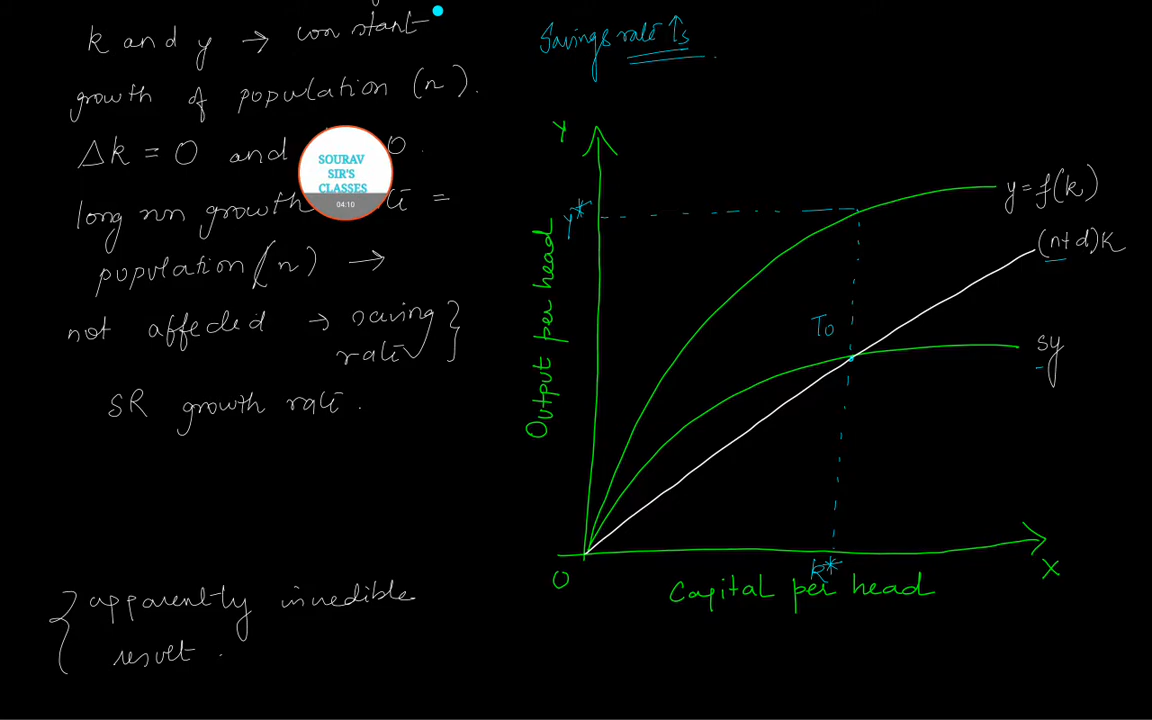 k and y → constant
growth of population (n).
Δk = 0 and 0.
long run growth =
population (n) →
not affected → saving
rate
SR growth rate.
{ apparently incredible
result.
SOURAV
SIR'S
CLASSES
04:10
Savings rate ↑s
Y
y*
Output per head
y=f(k)
(n+d)K
To
sy
O
k*
X
Capital per head